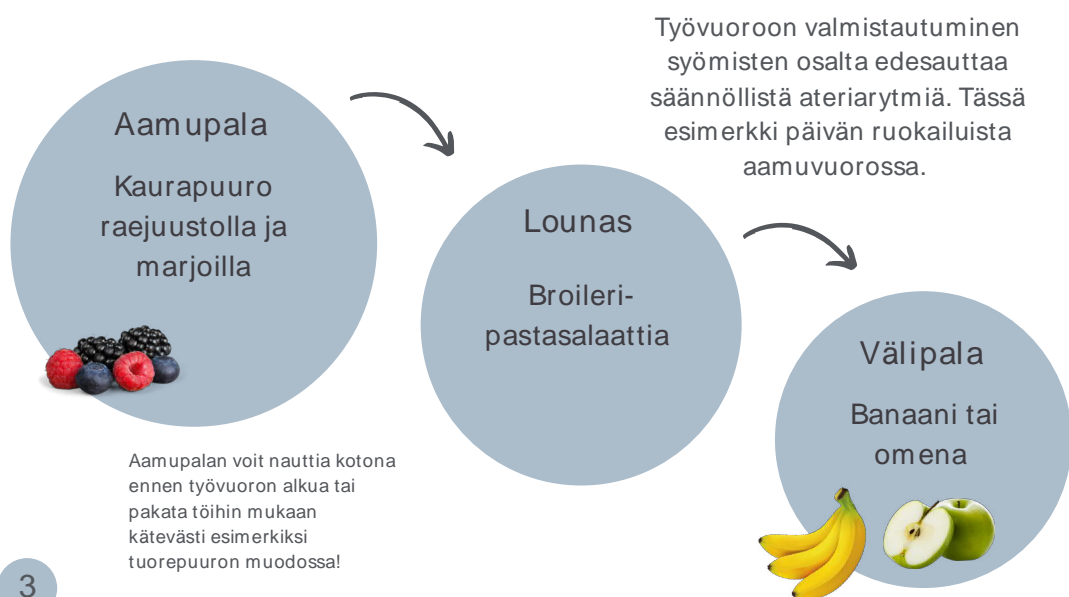 Työvuoroon valmistautuminen
syömisten osalta edesauttaa
säännöllistä ateriarytmiä. Tässä
esimerkki päivän ruokailuista
aamuvuorossa.
Aamupala
Kaurapuuro
raejuustolla ja
marjoilla
Lounas
Broileri-
pastasalaattia
Välipala
Banaani tai
omena
Aamupalan voit nauttia kotona
ennen työvuoron alkua tai
pakata töihin mukaan
kätevästi esimerkiksi
tuorepuuron muodossa!
3